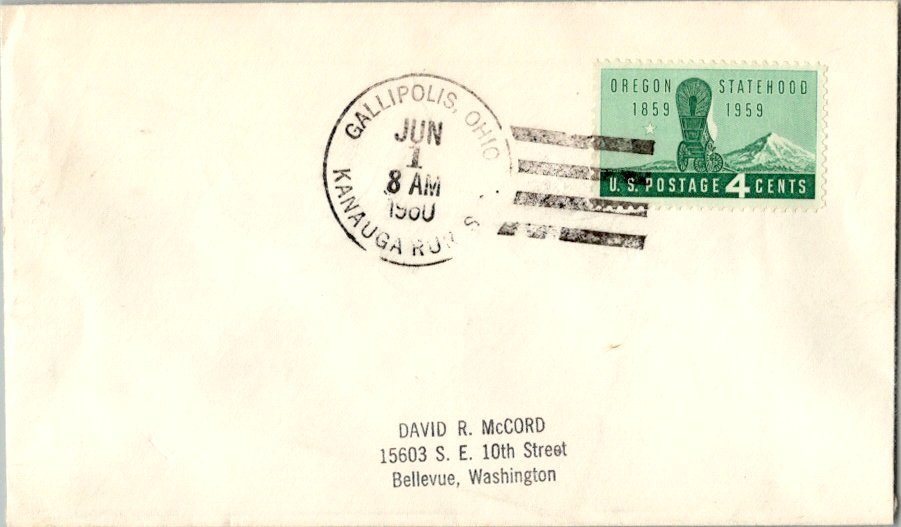 GALLIPOLIS, OHIO
JUN
1
8 AM
1960
KANAUGA RUR. S
OREGON STATEHOOD
1859 1959
U.S. POSTAGE 4 CENTS
DAVID R. McCORD
15603 S. E. 10th Street
Bellevue, Washington